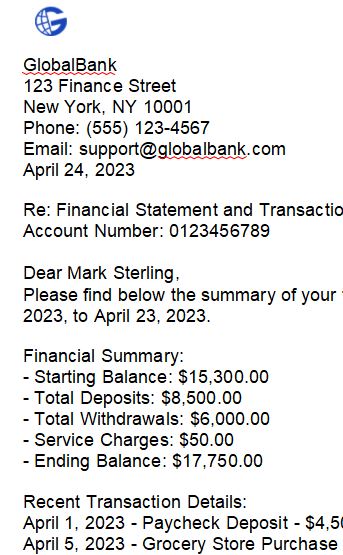 GlobalBank
123 Finance Street
New York, NY 10001
Phone: (555) 123-4567
Email: support@globalbank.com
April 24, 2023
Re: Financial Statement and Transactio
Account Number: 0123456789
Dear Mark Sterling,
Please find below the summary of your
2023, to April 23, 2023.
Financial Summary:
- Starting Balance: $15,300.00
- Total Deposits: $8,500.00
- Total Withdrawals: $6,000.00
- Service Charges: $50.00
- Ending Balance: $17,750.00
Recent Transaction Details:
April 1, 2023 - Paycheck Deposit - $4,50
April 5, 2023 - Grocery Store Purchase